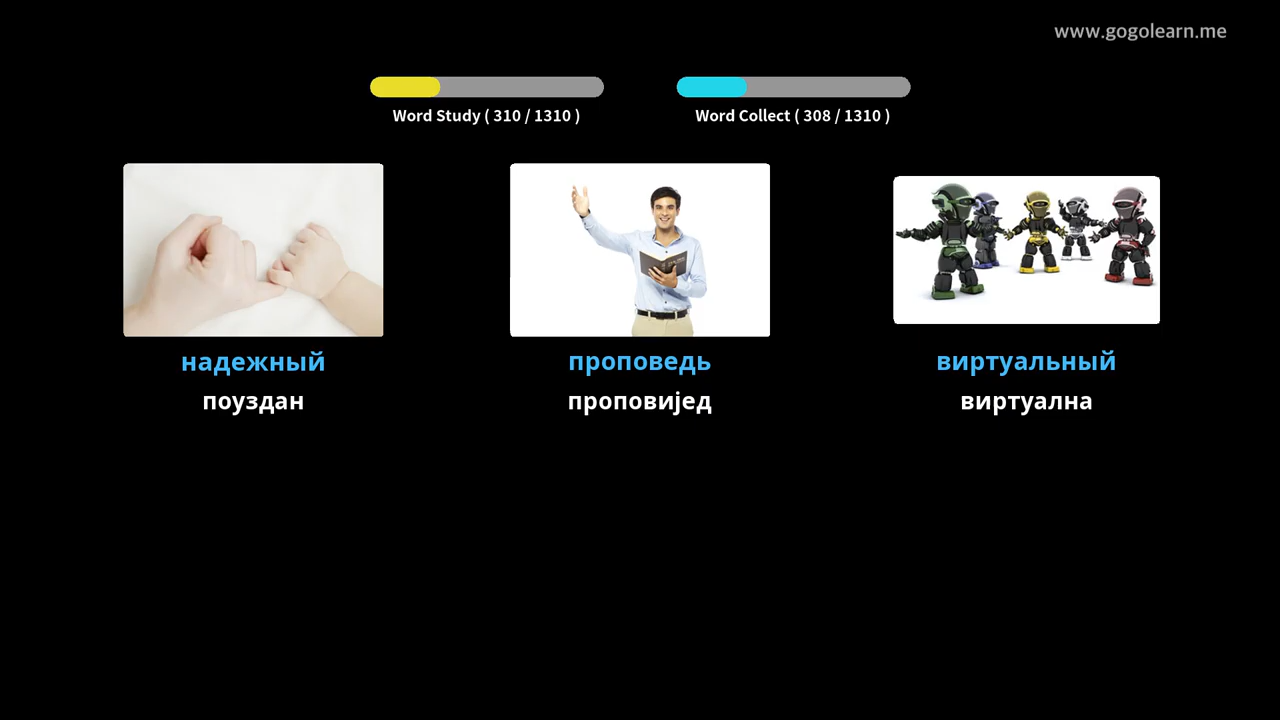 www.gogolearn.me
Word Study ( 310 / 1310 )
Word Collect ( 308 / 1310 )
надежный
поуздан
проповедь
проповијед
виртуальный
виртуална